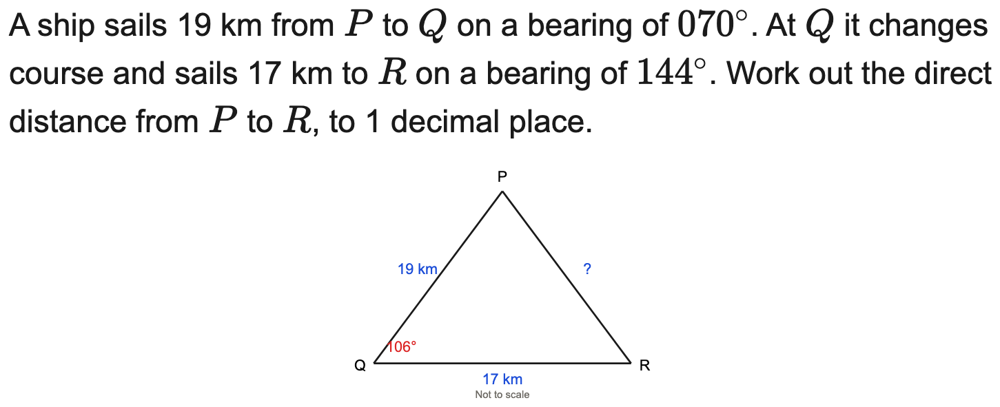 A ship sails 19 km from P to Q on a bearing of 070°. At Q it changes
course and sails 17 km to R on a bearing of 144°. Work out the direct
distance from P to R, to 1 decimal place.
P
19 km
?
106°
Q
R
17 km
Not to scale